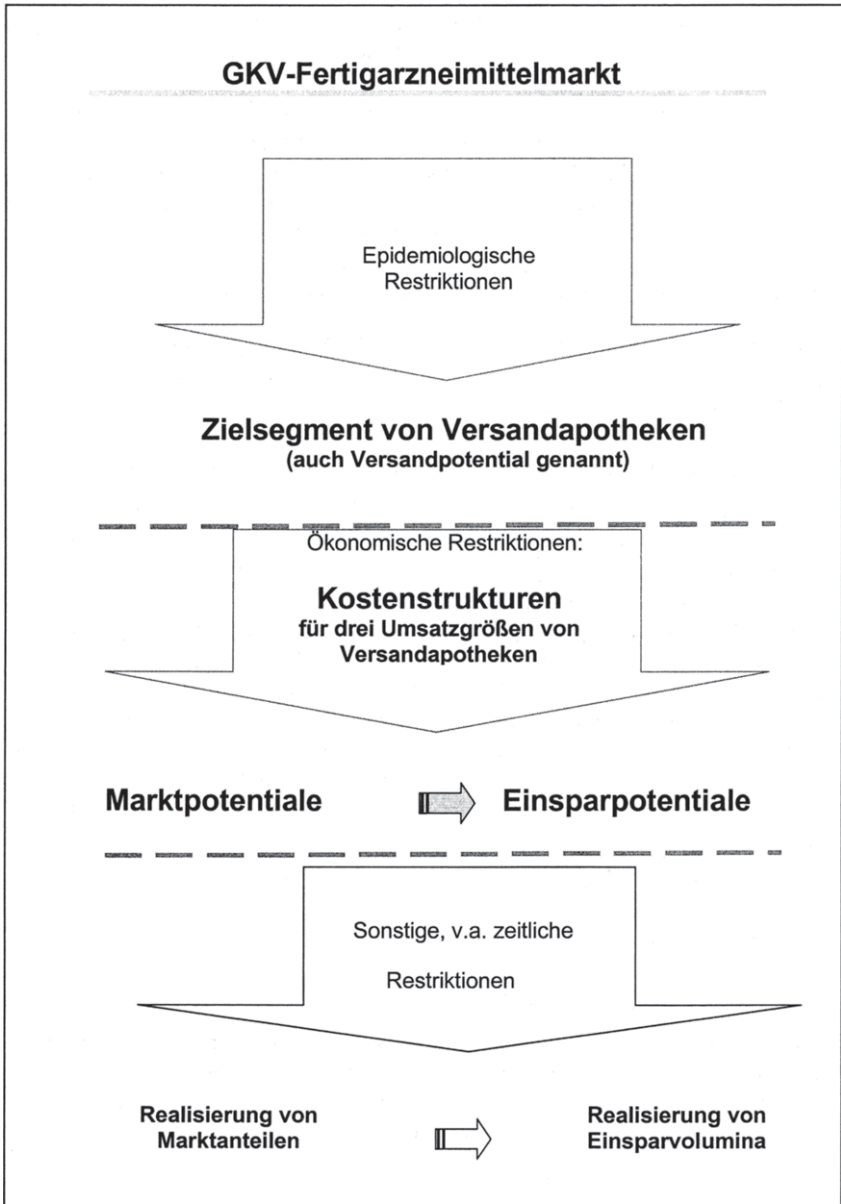 GKV-Fertigarzneimittelmarkt
Epidemiologische
Restriktionen
Zielsegment von Versandapotheken
(auch Versandpotential genannt)
Ökonomische Restriktionen:
Kostenstrukturen
für drei Umsatzgrößen von
Versandapotheken
Marktpotentiale
Einsparpotentiale
Sonstige, v.a. zeitliche
Restriktionen
Realisierung von
Marktanteilen
Realisierung von
Einsparvolumina